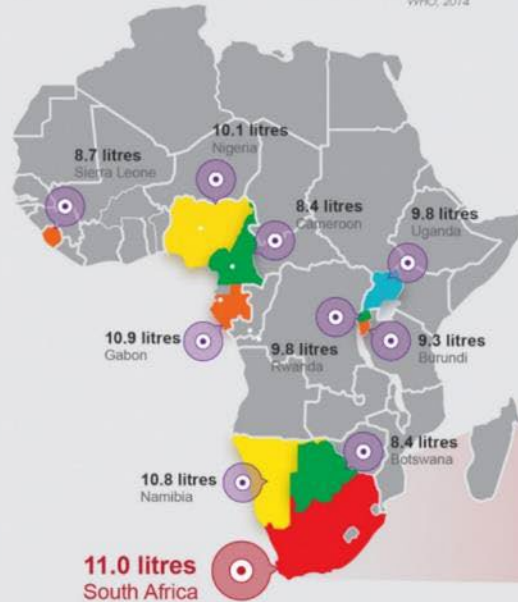 WHO, 2014
10.1 litres
Nigeria
8.7 litres
Sierra Leone
8.4 litres
Cameroon
9.8 litres
Uganda
10.9 litres
Gabon
9.8 litres
Rwanda
9.3 litres
Burundi
8.4 litres
Botswana
10.8 litres
Namibia
11.0 litres
South Africa